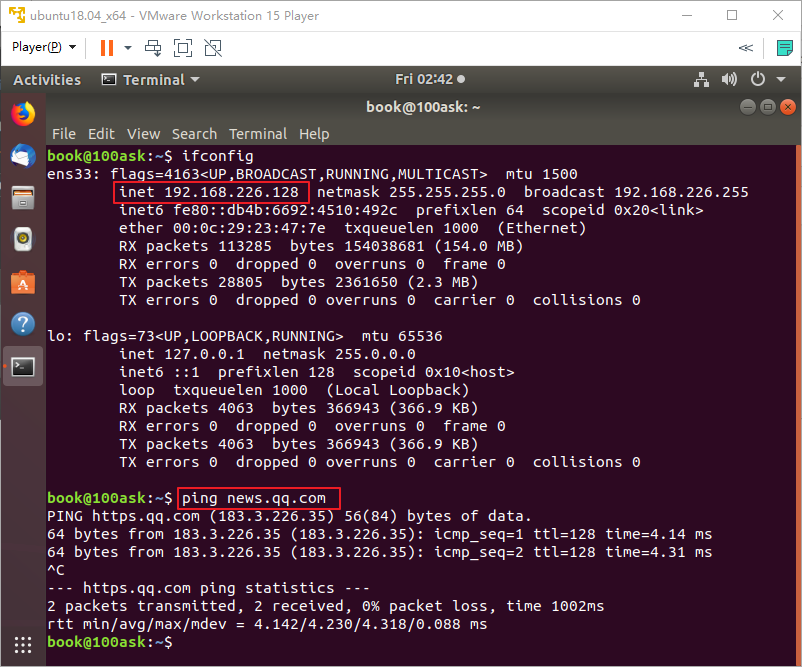 ubuntu18.04_x64 - VMware Workstation 15 Player
Player(P)
Activities Terminal Fri 02:42
book@100ask: ~
File Edit View Search Terminal Help
book@100ask:~$ ifconfig
ens33: flags=4163<UP,BROADCAST,RUNNING,MULTICAST>  mtu 1500
        inet 192.168.226.128  netmask 255.255.255.0  broadcast 192.168.226.255
        inet6 fe80::db4b:6692:4510:492c  prefixlen 64  scopeid 0x20<link>
        ether 00:0c:29:23:47:7e  txqueuelen 1000  (Ethernet)
        RX packets 113285  bytes 154038681 (154.0 MB)
        RX errors 0  dropped 0  overruns 0  frame 0
        TX packets 28805  bytes 2361650 (2.3 MB)
        TX errors 0  dropped 0 overruns 0  carrier 0  collisions 0
lo: flags=73<UP,LOOPBACK,RUNNING>  mtu 65536
        inet 127.0.0.1  netmask 255.0.0.0
        inet6 ::1  prefixlen 128  scopeid 0x10<host>
        loop  txqueuelen 1000  (Local Loopback)
        RX packets 4063  bytes 366943 (366.9 KB)
        RX errors 0  dropped 0  overruns 0  frame 0
        TX packets 4063  bytes 366943 (366.9 KB)
        TX errors 0  dropped 0 overruns 0  carrier 0  collisions 0
book@100ask:~$ ping news.qq.com
PING https.qq.com (183.3.226.35) 56(84) bytes of data.
64 bytes from 183.3.226.35 (183.3.226.35): icmp_seq=1 ttl=128 time=4.14 ms
64 bytes from 183.3.226.35 (183.3.226.35): icmp_seq=2 ttl=128 time=4.31 ms
^C
--- https.qq.com ping statistics ---
2 packets transmitted, 2 received, 0% packet loss, time 1002ms
rtt min/avg/max/mdev = 4.142/4.230/4.318/0.088 ms
book@100ask:~$